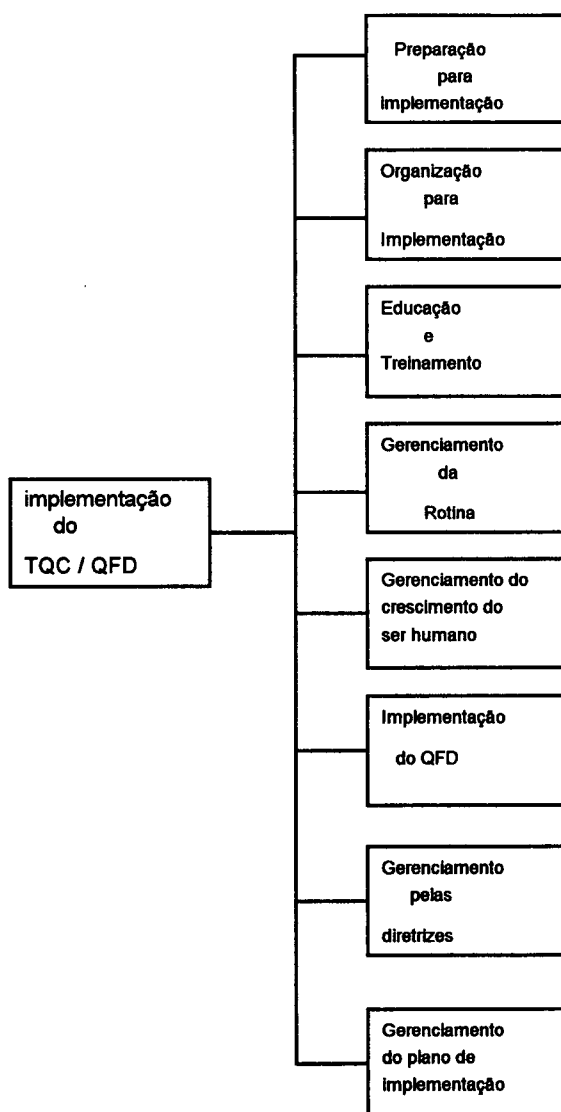 Preparação
para
implementação
Organização
para
Implementação
Educação
e
Treinamento
Gerenciamento
da
Rotina
implementação
do
TQC / QFD
Gerenciamento do
crescimento do
ser humano
Implementação
do QFD
Gerenciamento
pelas
diretrizes
Gerenciamento
do plano de
implementação